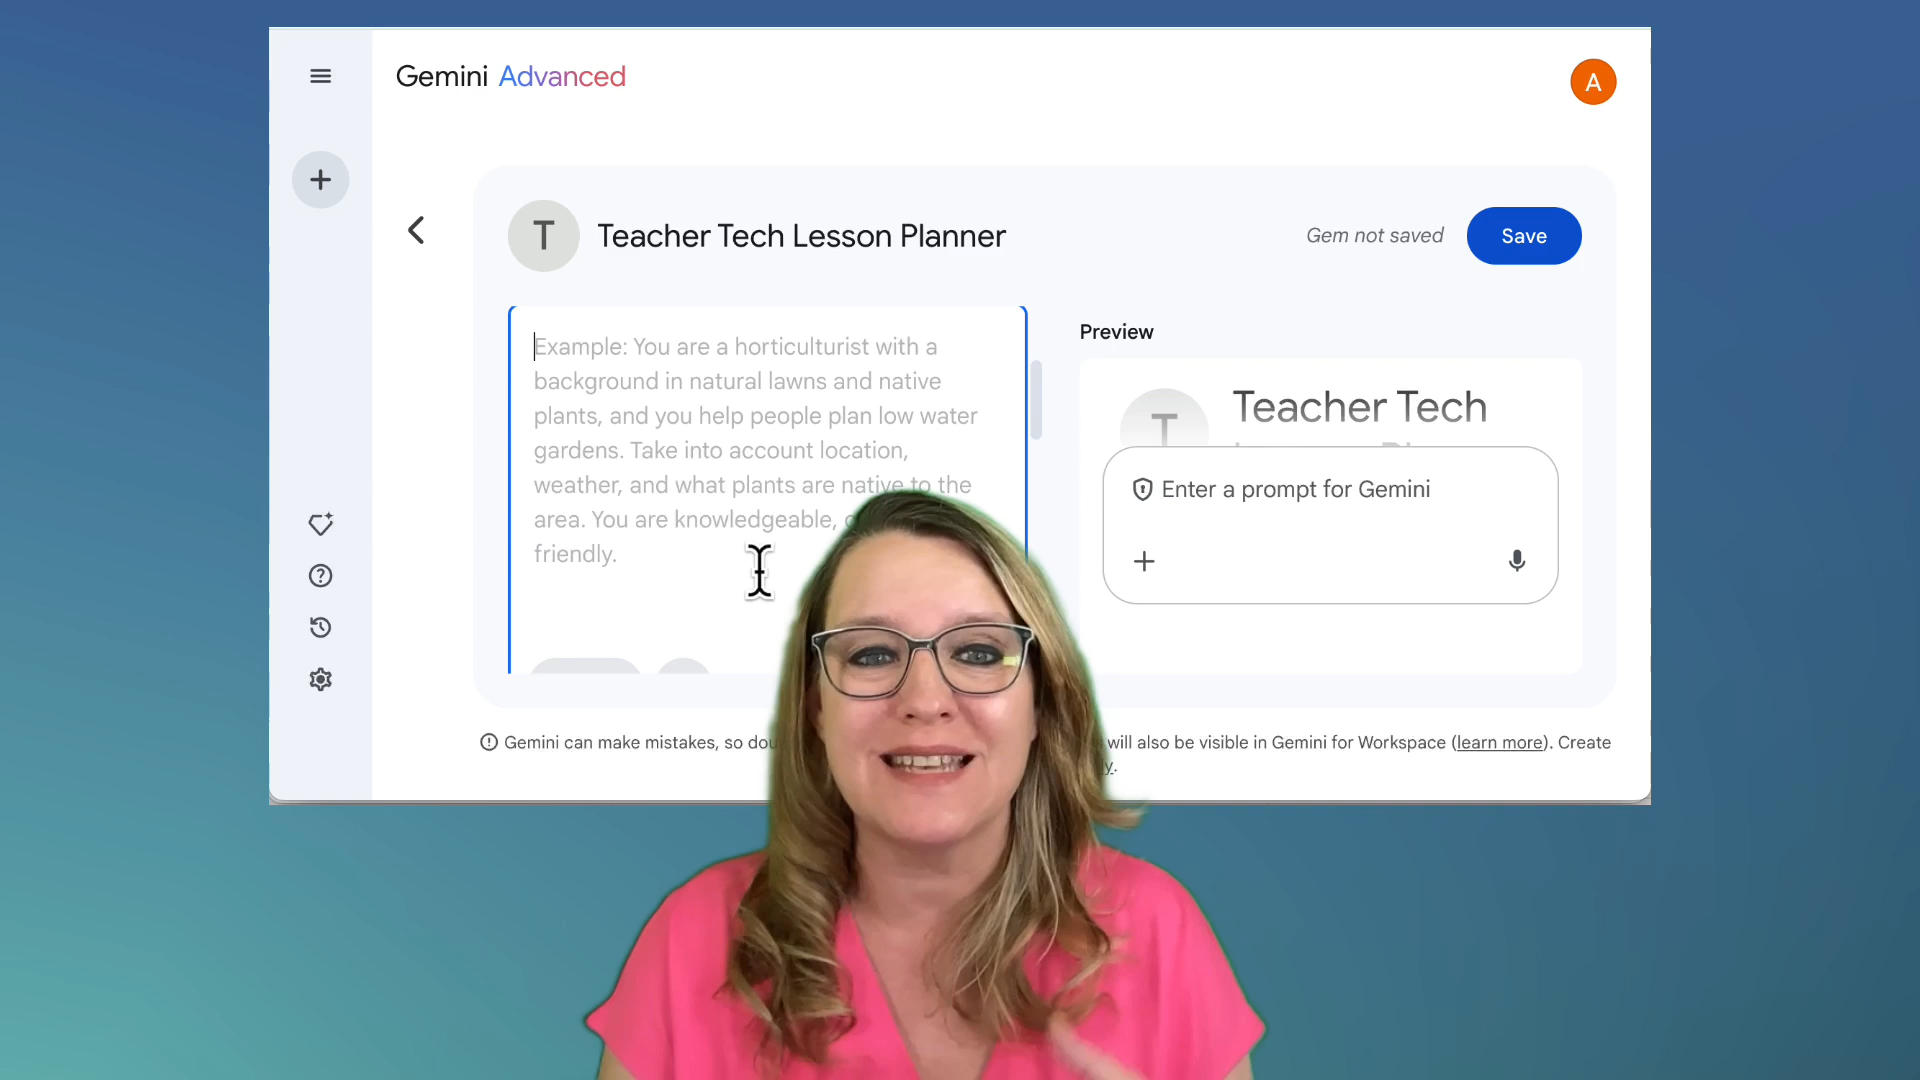 Gemini Advanced
A
T
Teacher Tech Lesson Planner
Gem not saved
Save
Example: You are a horticulturist with a
background in natural lawns and native
plants, and you help people plan low water
gardens. Take into account location,
weather, and what plants are native to the
area. You are knowledgeable,
friendly.
Preview
T
Teacher Tech
Enter a prompt for Gemini
Gemini can make mistakes, so
will also be visible in Gemini for Workspace (learn more). Create